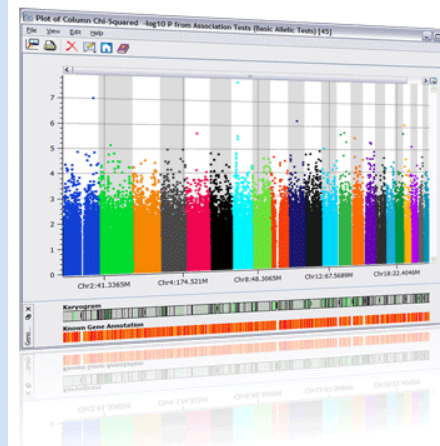 Plot of Column Chi-Squared -log10 P from Association Tests (Basic Allelic Tests) [45]
File View Edit Help
7
6
5
4
3
2
1
0
Chr2:41.3365M Chr4:174.521M Chr8:48.3065M Chr12:67.5689M Chr18:22.4048M
Karyogram
Known Gene Annotation